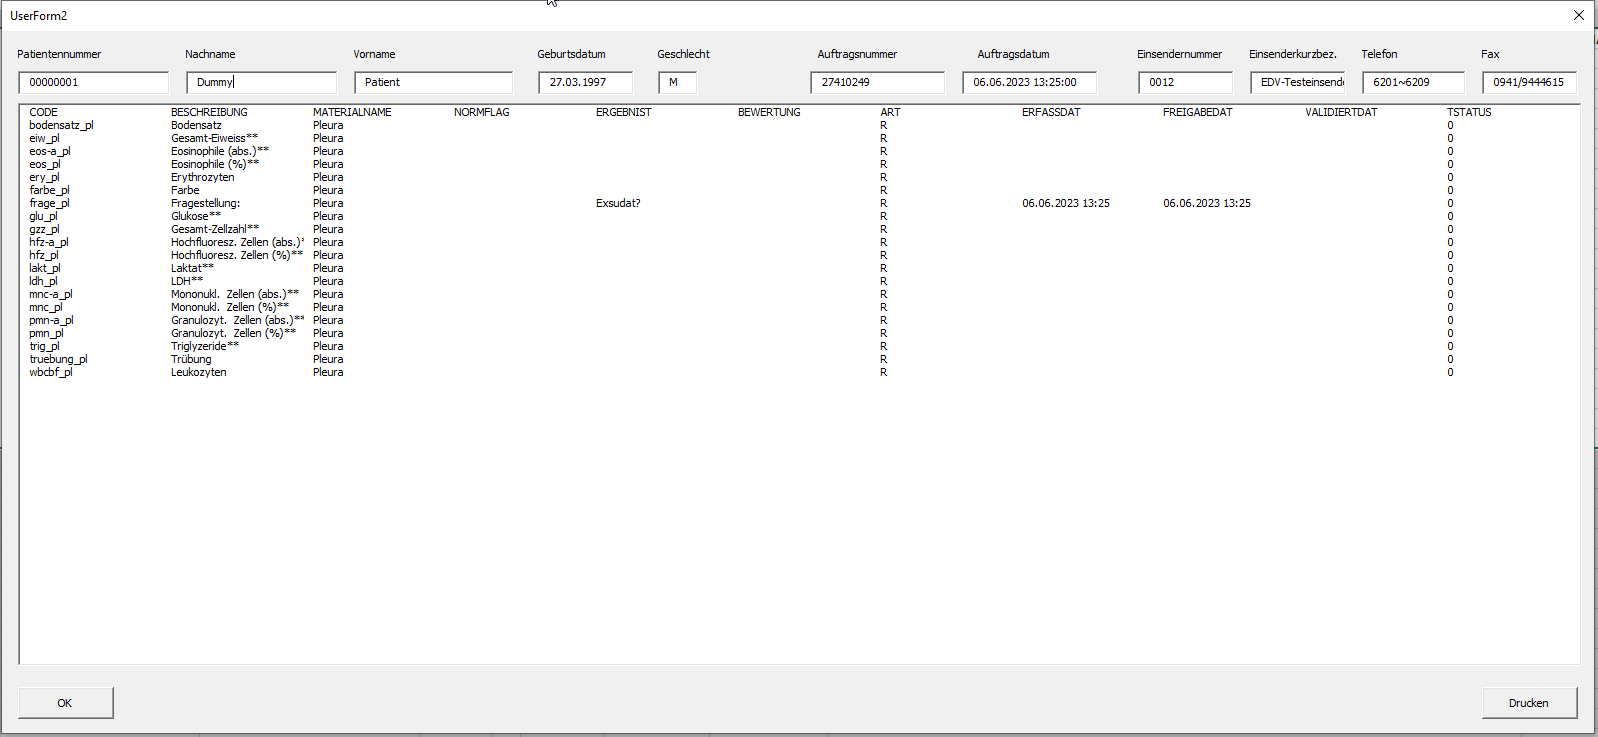 UserForm2
Patientennummer Nachname Vorname Geburtsdatum Geschlecht Auftragsnummer Auftragsdatum Einsendernummer Einsenderkurzbez. Telefon Fax
00000001 Dummy Patient 27.03.1997 M 27410249 06.06.2023 13:25:00 0012 EDV-Testeinsende 6201~6209 0941/9444615
CODE BESCHREIBUNG MATERIALNAME NORMFLAG ERGEBNIST BEWERTUNG ART ERFASSDAT FREIGABEDAT VALIDIERTDAT TSTATUS
bodensatz_pl Bodensatz Pleura R 0
eiw_pl Gesamt-Eiweiss** Pleura R 0
eos-a_pl Eosinophile (abs.)** Pleura R 0
eos_pl Eosinophile (%)** Pleura R 0
ery_pl Erythrozyten Pleura R 0
farbe_pl Farbe Pleura R 0
frage_pl Fragestellung: Pleura Exsudat? R 06.06.2023 13:25 06.06.2023 13:25 0
glu_pl Glukose** Pleura R 0
gzz_pl Gesamt-Zellzahl** Pleura R 0
hfz-a_pl Hochfluoresz. Zellen (abs.)* Pleura R 0
hfz_pl Hochfluoresz. Zellen (%)** Pleura R 0
lakt_pl Laktat** Pleura R 0
ldh_pl LDH** Pleura R 0
mnc-a_pl Mononukl. Zellen (abs.)** Pleura R 0
mnc_pl Mononukl. Zellen (%)** Pleura R 0
pmn-a_pl Granulozyt. Zellen (abs.)** Pleura R 0
pmn_pl Granulozyt. Zellen (%)** Pleura R 0
trig_pl Triglyzeride** Pleura R 0
truebung_pl Trübung Pleura R 0
wbcbf_pl Leukozyten Pleura R 0
OK Drucken